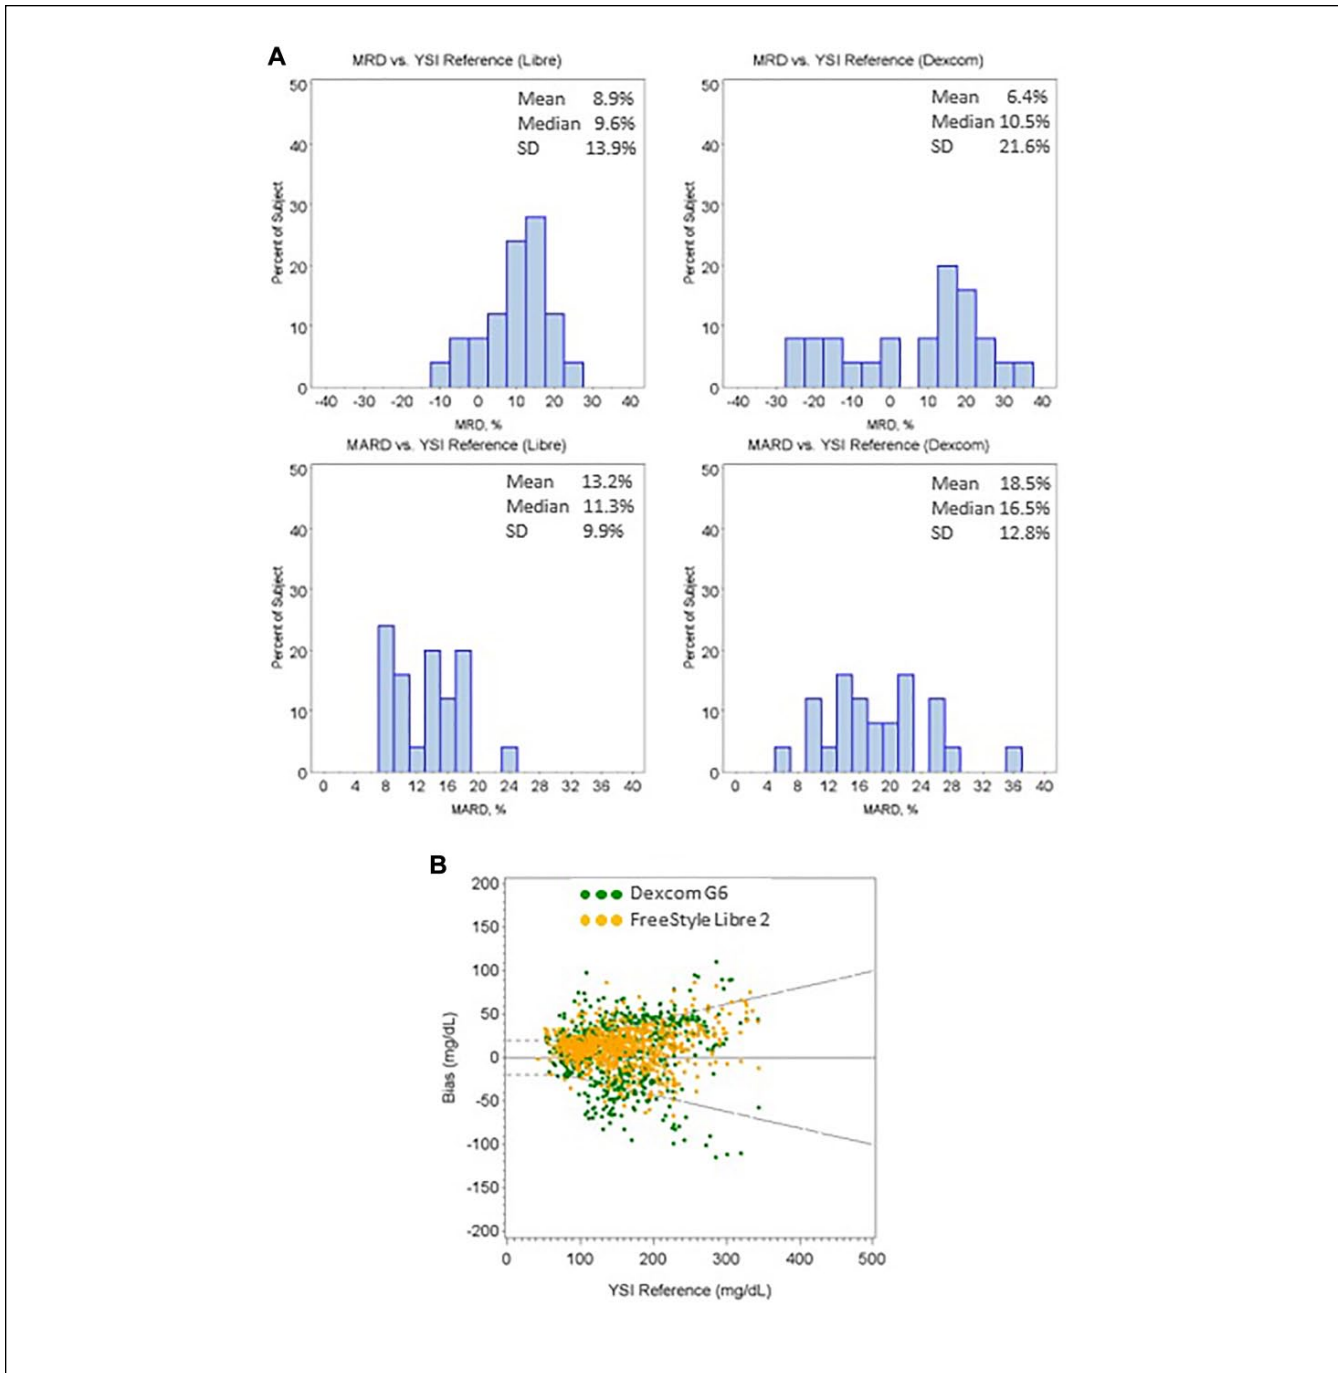 A
MRD vs. YSI Reference (Libre)
50
40
30
20
10
0
Percent of Subject
Mean 8.9%
Median 9.6%
SD 13.9%
-40 -30 -20 -10 0 10 20 30 40
MRD, %
MRD vs. YSI Reference (Dexcom)
50
40
30
20
10
0
Percent of Subject
Mean 6.4%
Median 10.5%
SD 21.6%
-40 -30 -20 -10 0 10 20 30 40
MRD, %
MARD vs. YSI Reference (Libre)
50
40
30
20
10
0
Percent of Subject
Mean 13.2%
Median 11.3%
SD 9.9%
0 4 8 12 16 20 24 28 32 36 40
MARD, %
MARD vs. YSI Reference (Dexcom)
50
40
30
20
10
0
Percent of Subject
Mean 18.5%
Median 16.5%
SD 12.8%
0 4 8 12 16 20 24 28 32 36 40
MARD, %
B
200
150
100
50
0
-50
-100
-150
-200
Bias (mg/dL)
Dexcom G6
FreeStyle Libre 2
0 100 200 300 400 500
YSI Reference (mg/dL)